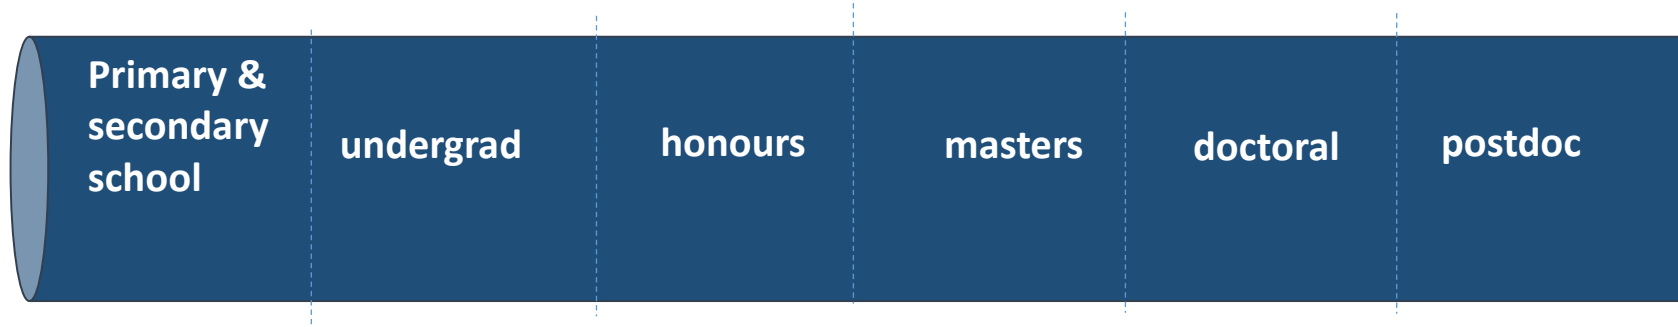 Primary &
secondary
school
undergrad
honours
masters
doctoral
postdoc